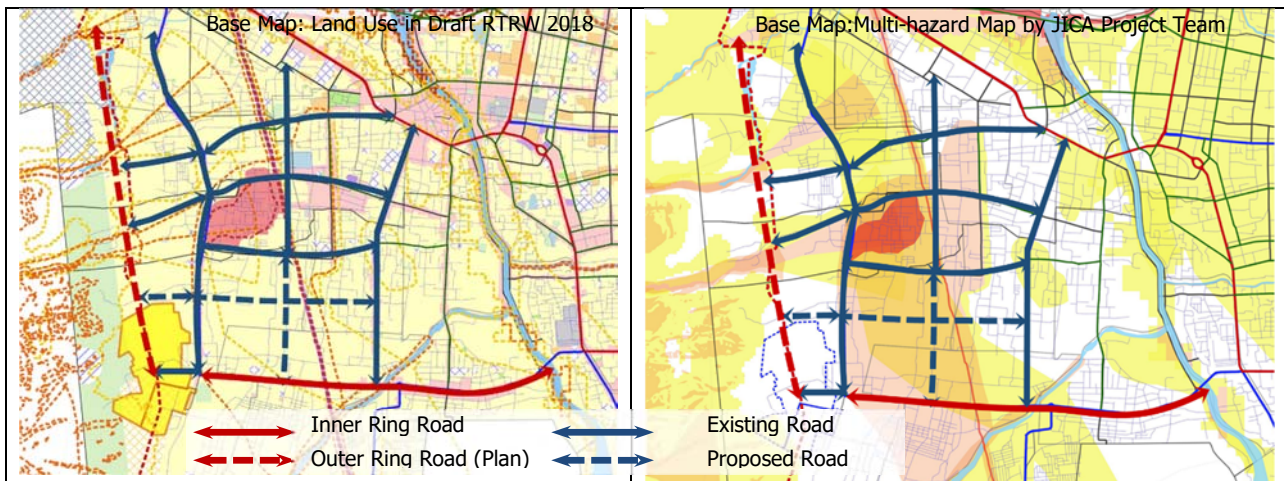 Base Map: Land Use in Draft RTRW 2018
Base Map:Multi-hazard Map by JICA Project Team
Inner Ring Road
Existing Road
Outer Ring Road (Plan)
Proposed Road